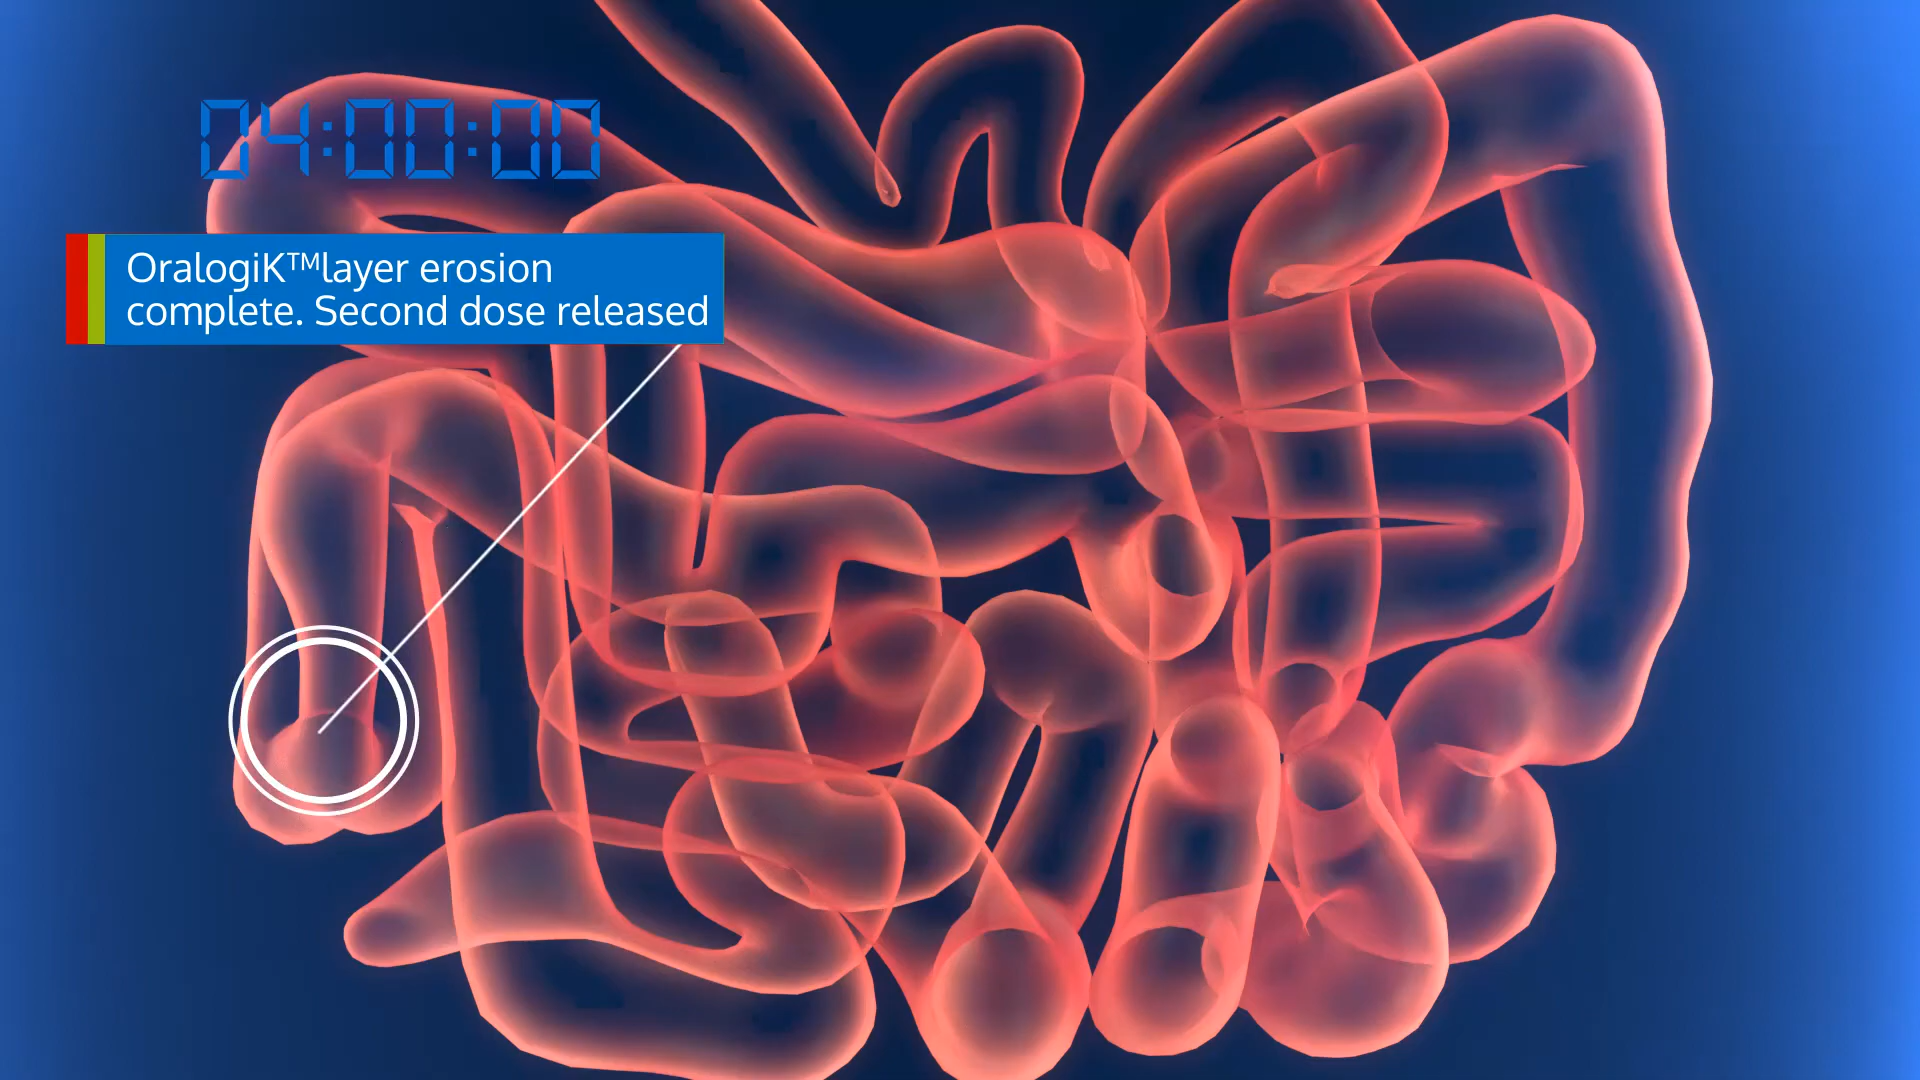 04:00:00
OralogiK™layer erosion
complete. Second dose released